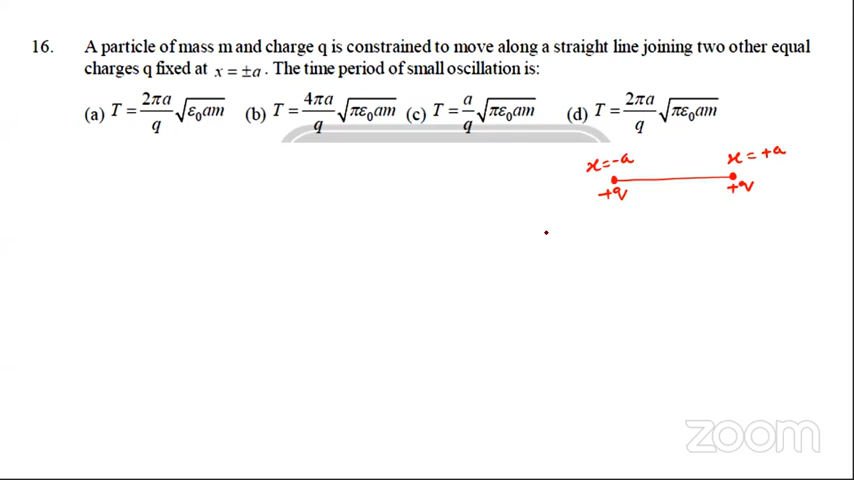 16. A particle of mass m and charge q is constrained to move along a straight line joining two other equal
charges q fixed at x = ±a. The time period of small oscillation is:
(a) T = 2πa/q √(ε₀am) (b) T = 4πa/q √(πε₀am) (c) T = a/q √(πε₀am) (d) T = 2πa/q √(πε₀am)
x=-a x=+a
+q +q
zoom